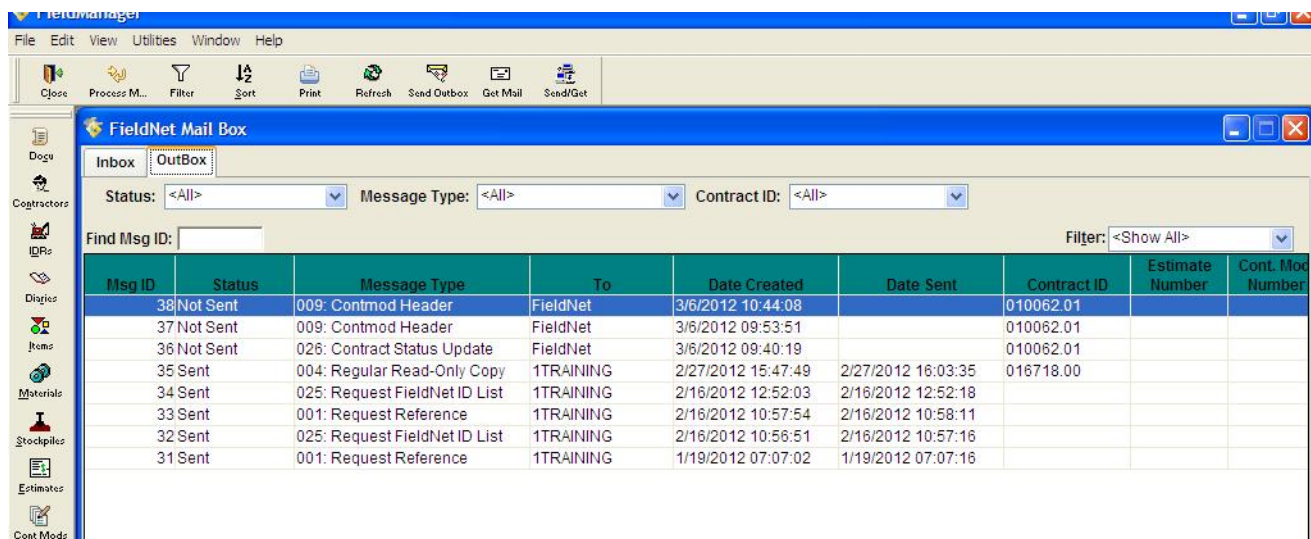 FieldManager
File Edit View Utilities Window Help
Close Process M... Filter Sort Print Refresh Send Outbox Get Mail Send/Get
FieldNet Mail Box
Inbox OutBox
Status: <All> Message Type: <All> Contract ID: <All>
Find Msg ID: Filter: <Show All>
Msg ID Status Message Type To Date Created Date Sent Contract ID Estimate Number Cont. Mod Number
38 Not Sent 009: Contmod Header FieldNet 3/6/2012 10:44:08 010062.01
37 Not Sent 009: Contmod Header FieldNet 3/6/2012 09:53:51 010062.01
36 Not Sent 026: Contract Status Update FieldNet 3/6/2012 09:40:19 010062.01
35 Sent 004: Regular Read-Only Copy 1TRAINING 2/27/2012 15:47:49 2/27/2012 16:03:35 016718.00
34 Sent 025: Request FieldNet ID List 1TRAINING 2/16/2012 12:52:03 2/16/2012 12:52:18
33 Sent 001: Request Reference 1TRAINING 2/16/2012 10:57:54 2/16/2012 10:58:11
32 Sent 025: Request FieldNet ID List 1TRAINING 2/16/2012 10:56:51 2/16/2012 10:57:16
31 Sent 001: Request Reference 1TRAINING 1/19/2012 07:07:02 1/19/2012 07:07:16
Docu
Contractors
IDRs
Diaries
Items
Materials
Stockpiles
Estimates
Cont Mods